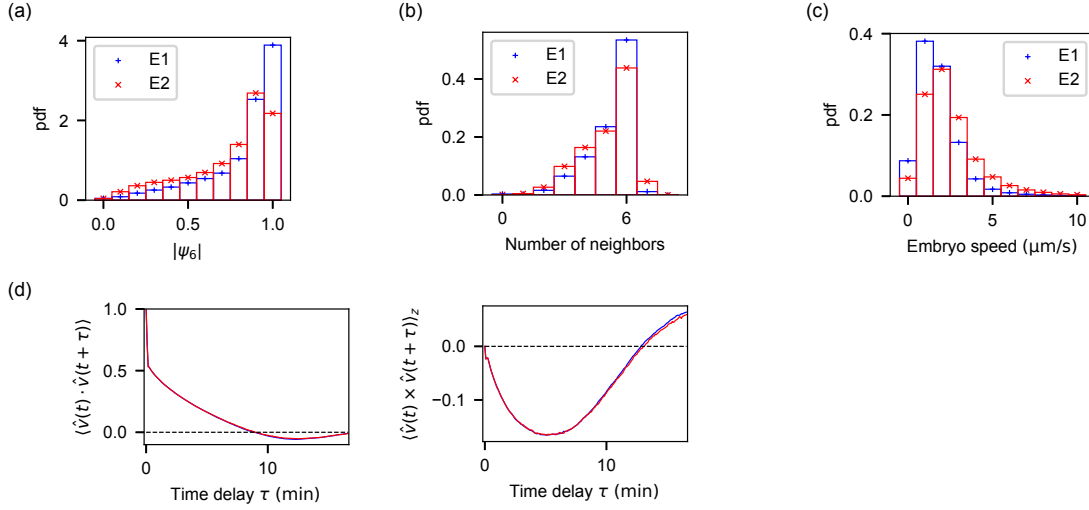 (a)
4
2
0
pdf
E1
E2
0.0
0.5
1.0
|ψ6|
(b)
0.4
0.2
0.0
pdf
E1
E2
0
6
Number of neighbors
(c)
0.4
0.2
0.0
pdf
E1
E2
0
5
10
Embryo speed (μm/s)
(d)
1.0
0.5
0.0
⟨v̂(t) · v̂(t + τ)⟩
0
10
Time delay τ (min)
0.0
−0.1
⟨v̂(t) × v̂(t + τ)⟩z
0
10
Time delay τ (min)